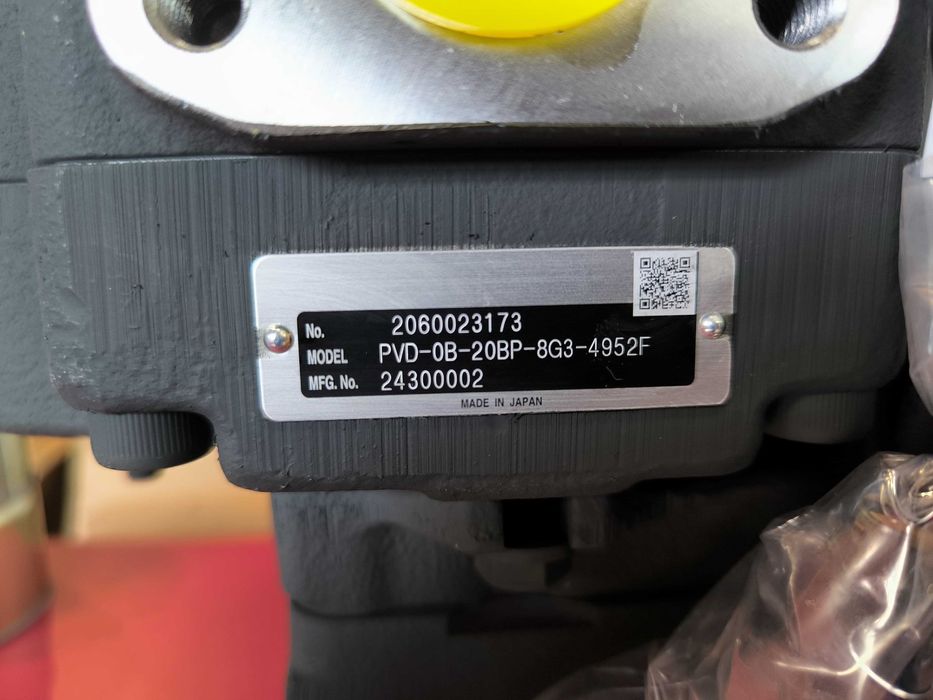 No. 2060023173
MODEL PVD-0B-20BP-8G3-4952F
MFG. No. 24300002
MADE IN JAPAN